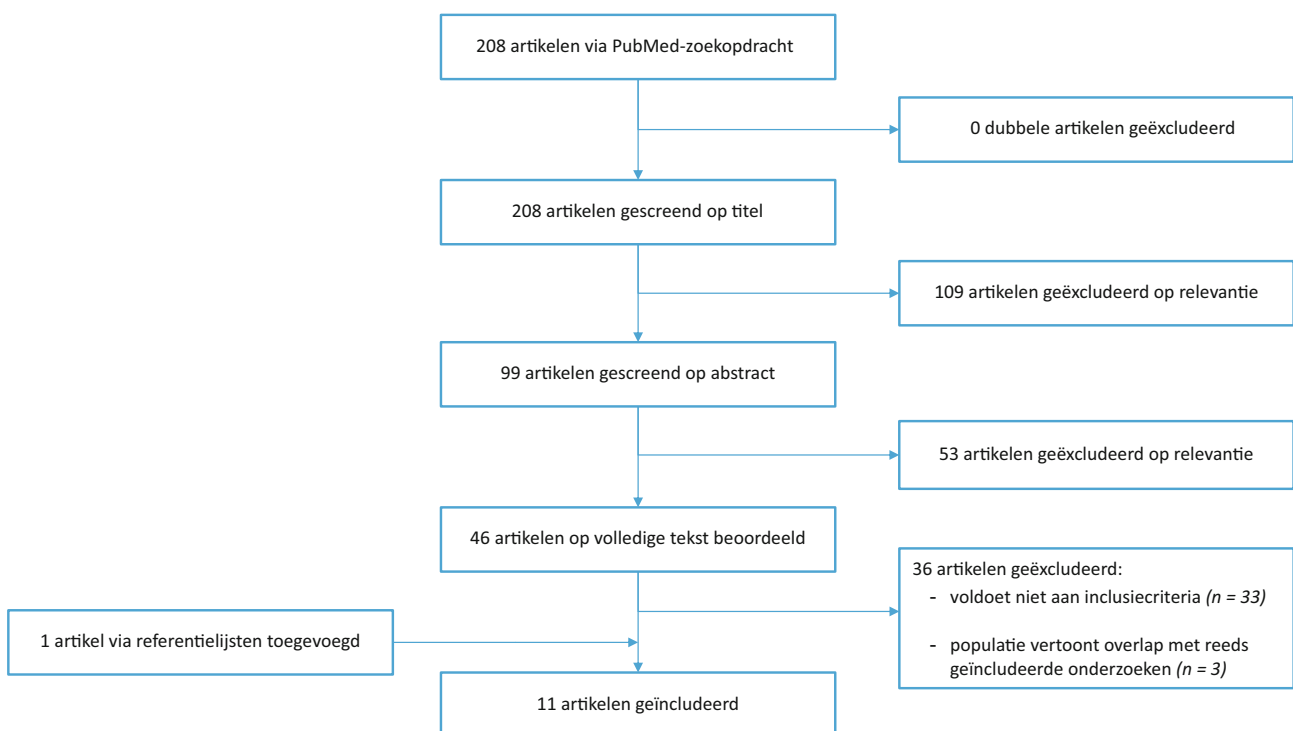 208 artikelen via PubMed-zoekopdracht
0 dubbele artikelen geëxcludeerd
208 artikelen gescreend op titel
109 artikelen geëxcludeerd op relevantie
99 artikelen gescreend op abstract
53 artikelen geëxcludeerd op relevantie
46 artikelen op volledige tekst beoordeeld
36 artikelen geëxcludeerd:
- voldoet niet aan inclusiecriteria (n = 33)
- populatie vertoont overlap met reeds
geïncludeerde onderzoeken (n = 3)
1 artikel via referentielijsten toegevoegd
11 artikelen geïncludeerd